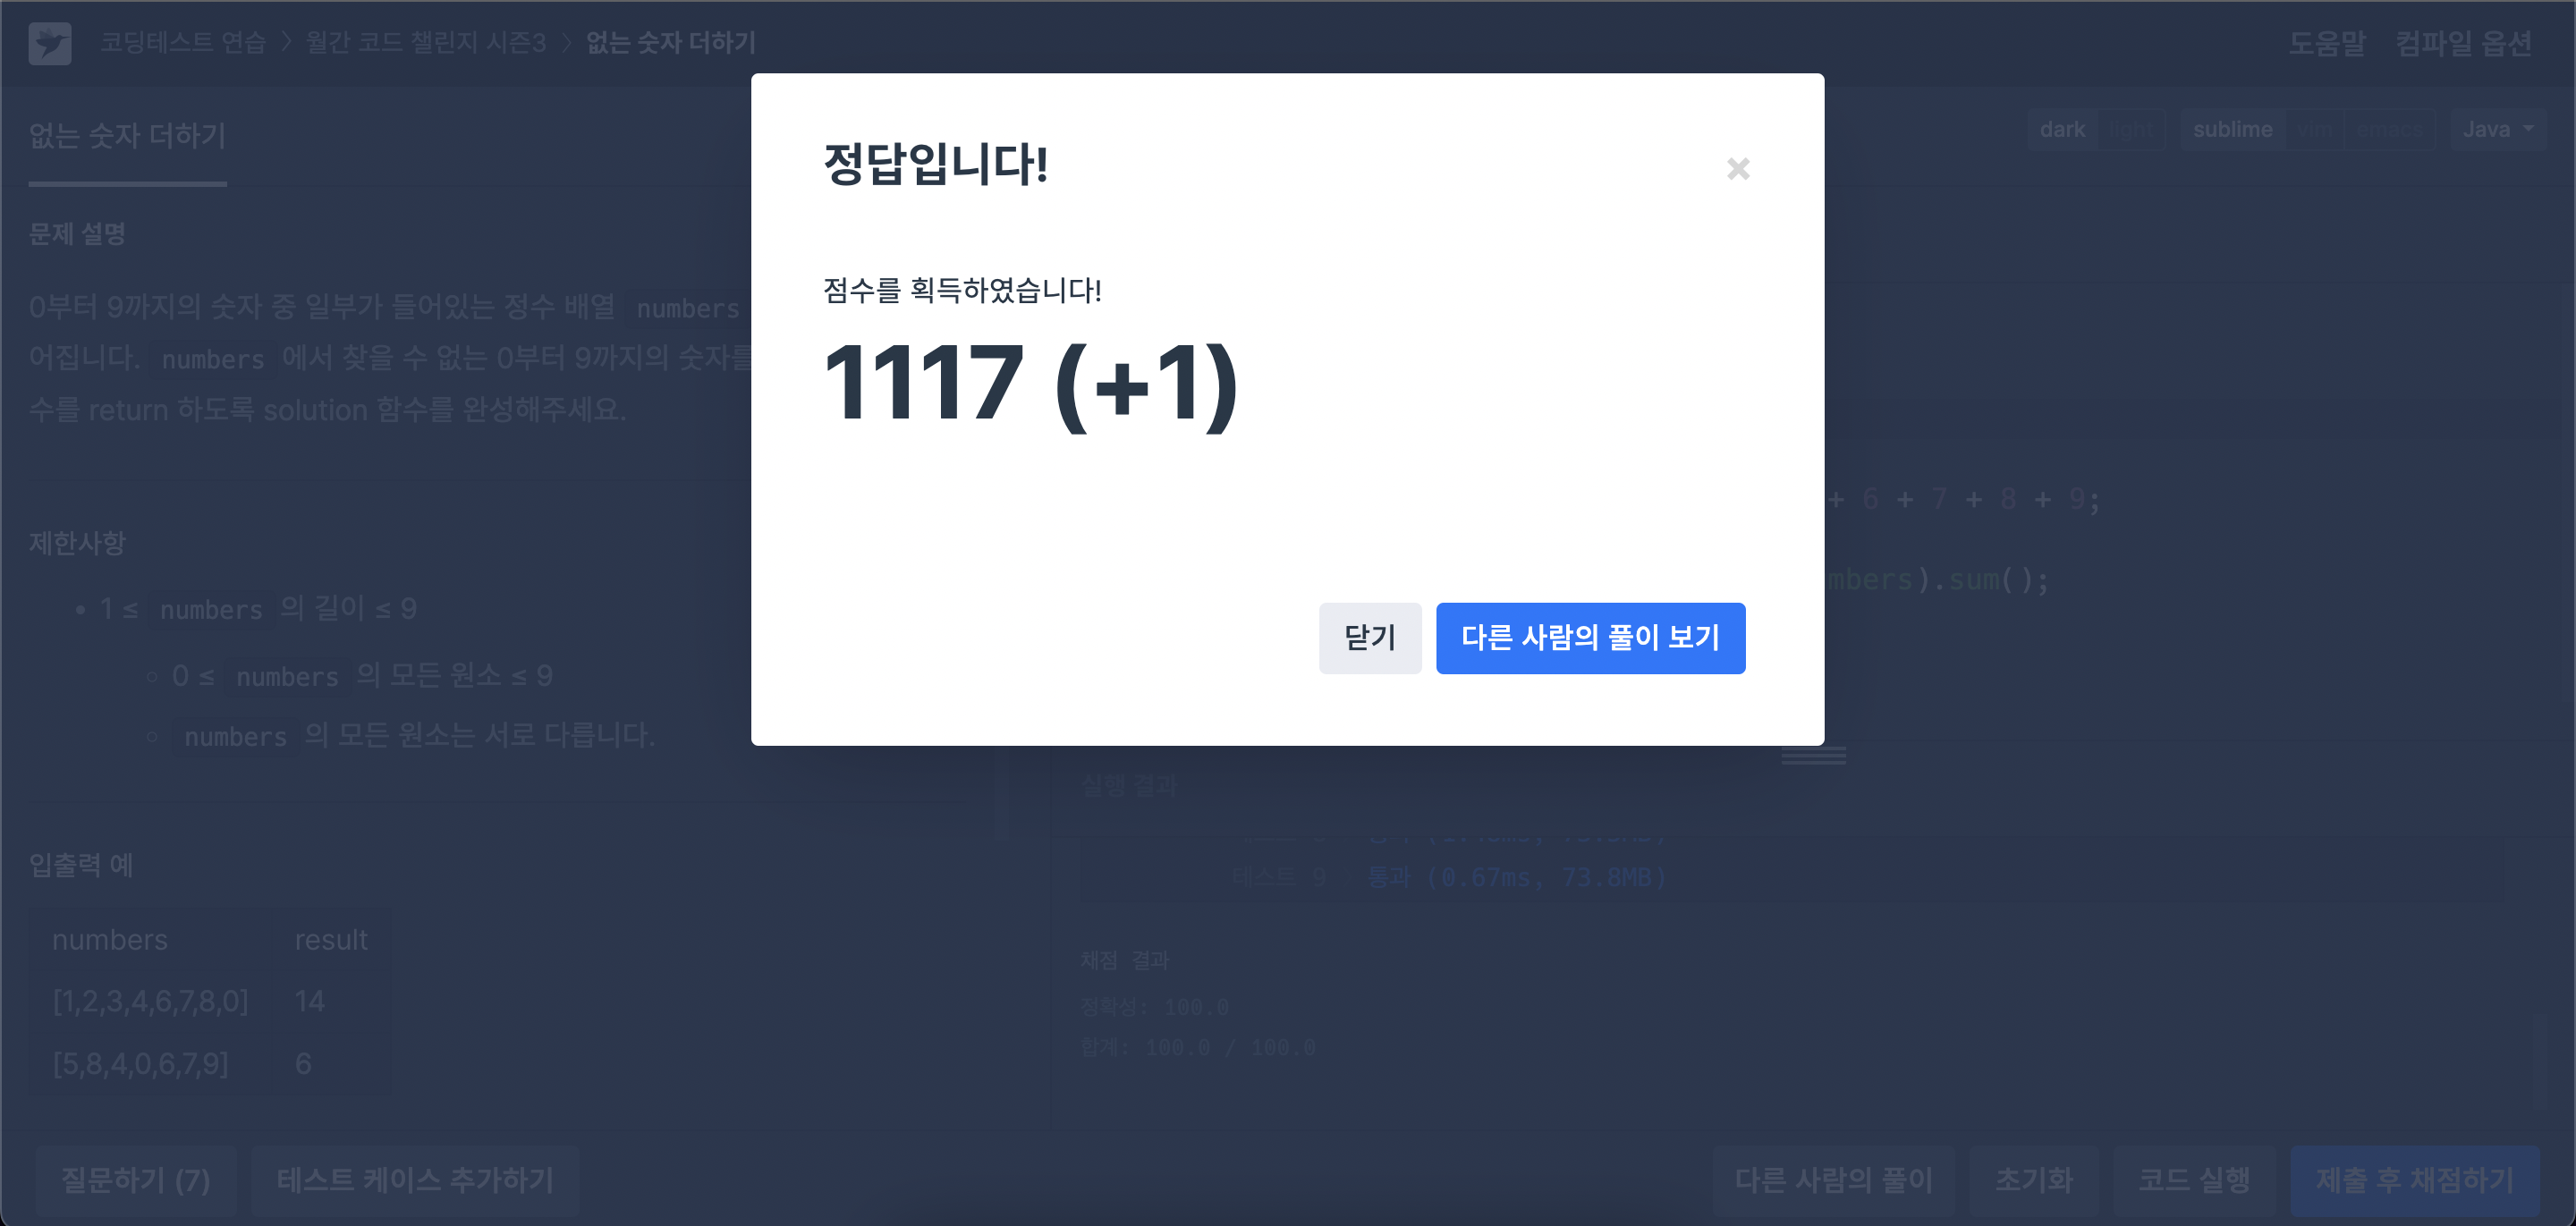 코딩테스트 연습 > 월간 코드 챌린지 시즌3 > 없는 숫자 더하기
도움말 컴파일 옵션
없는 숫자 더하기
dark light sublime vim emacs Java
문제 설명
0부터 9까지의 숫자 중 일부가 들어있는 정수 배열 numbers
어집니다. numbers 에서 찾을 수 없는 0부터 9까지의 숫자를
수를 return 하도록 solution 함수를 완성해주세요.
제한사항
• 1 ≤ numbers 의 길이 ≤ 9
◦ 0 ≤ numbers 의 모든 원소 ≤ 9
◦ numbers 의 모든 원소는 서로 다릅니다.
입출력 예
numbers result
[1,2,3,4,6,7,8,0] 14
[5,8,4,0,6,7,9] 6
정답입니다!
×
점수를 획득하였습니다!
1117 (+1)
닫기 다른 사람의 풀이 보기
+ 6 + 7 + 8 + 9;
mbers).sum();
실행 결과
테스트 9 통과 (0.67ms, 73.8MB)
채점 결과
정확성: 100.0
합계: 100.0 / 100.0
질문하기 (7) 테스트 케이스 추가하기 다른 사람의 풀이 초기화 코드 실행 제출 후 채점하기